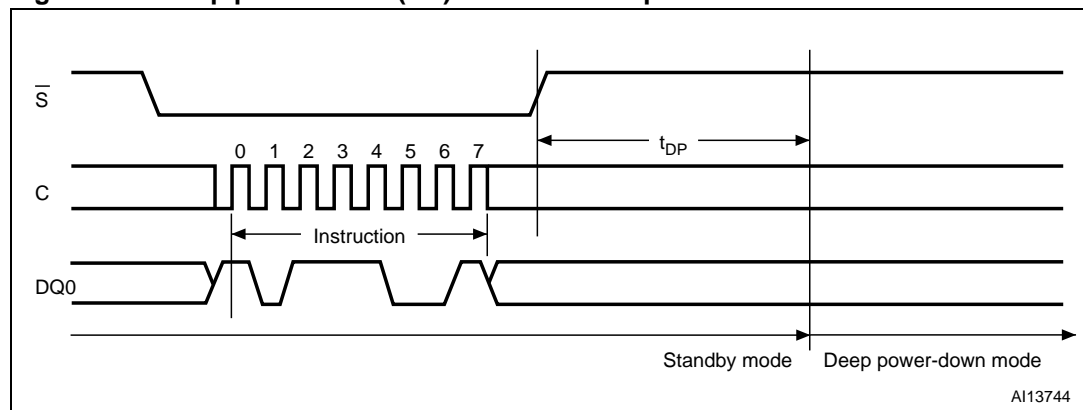 S
tDP
0 1 2 3 4 5 6 7
C
Instruction
DQ0
Standby mode Deep power-down mode
AI13744